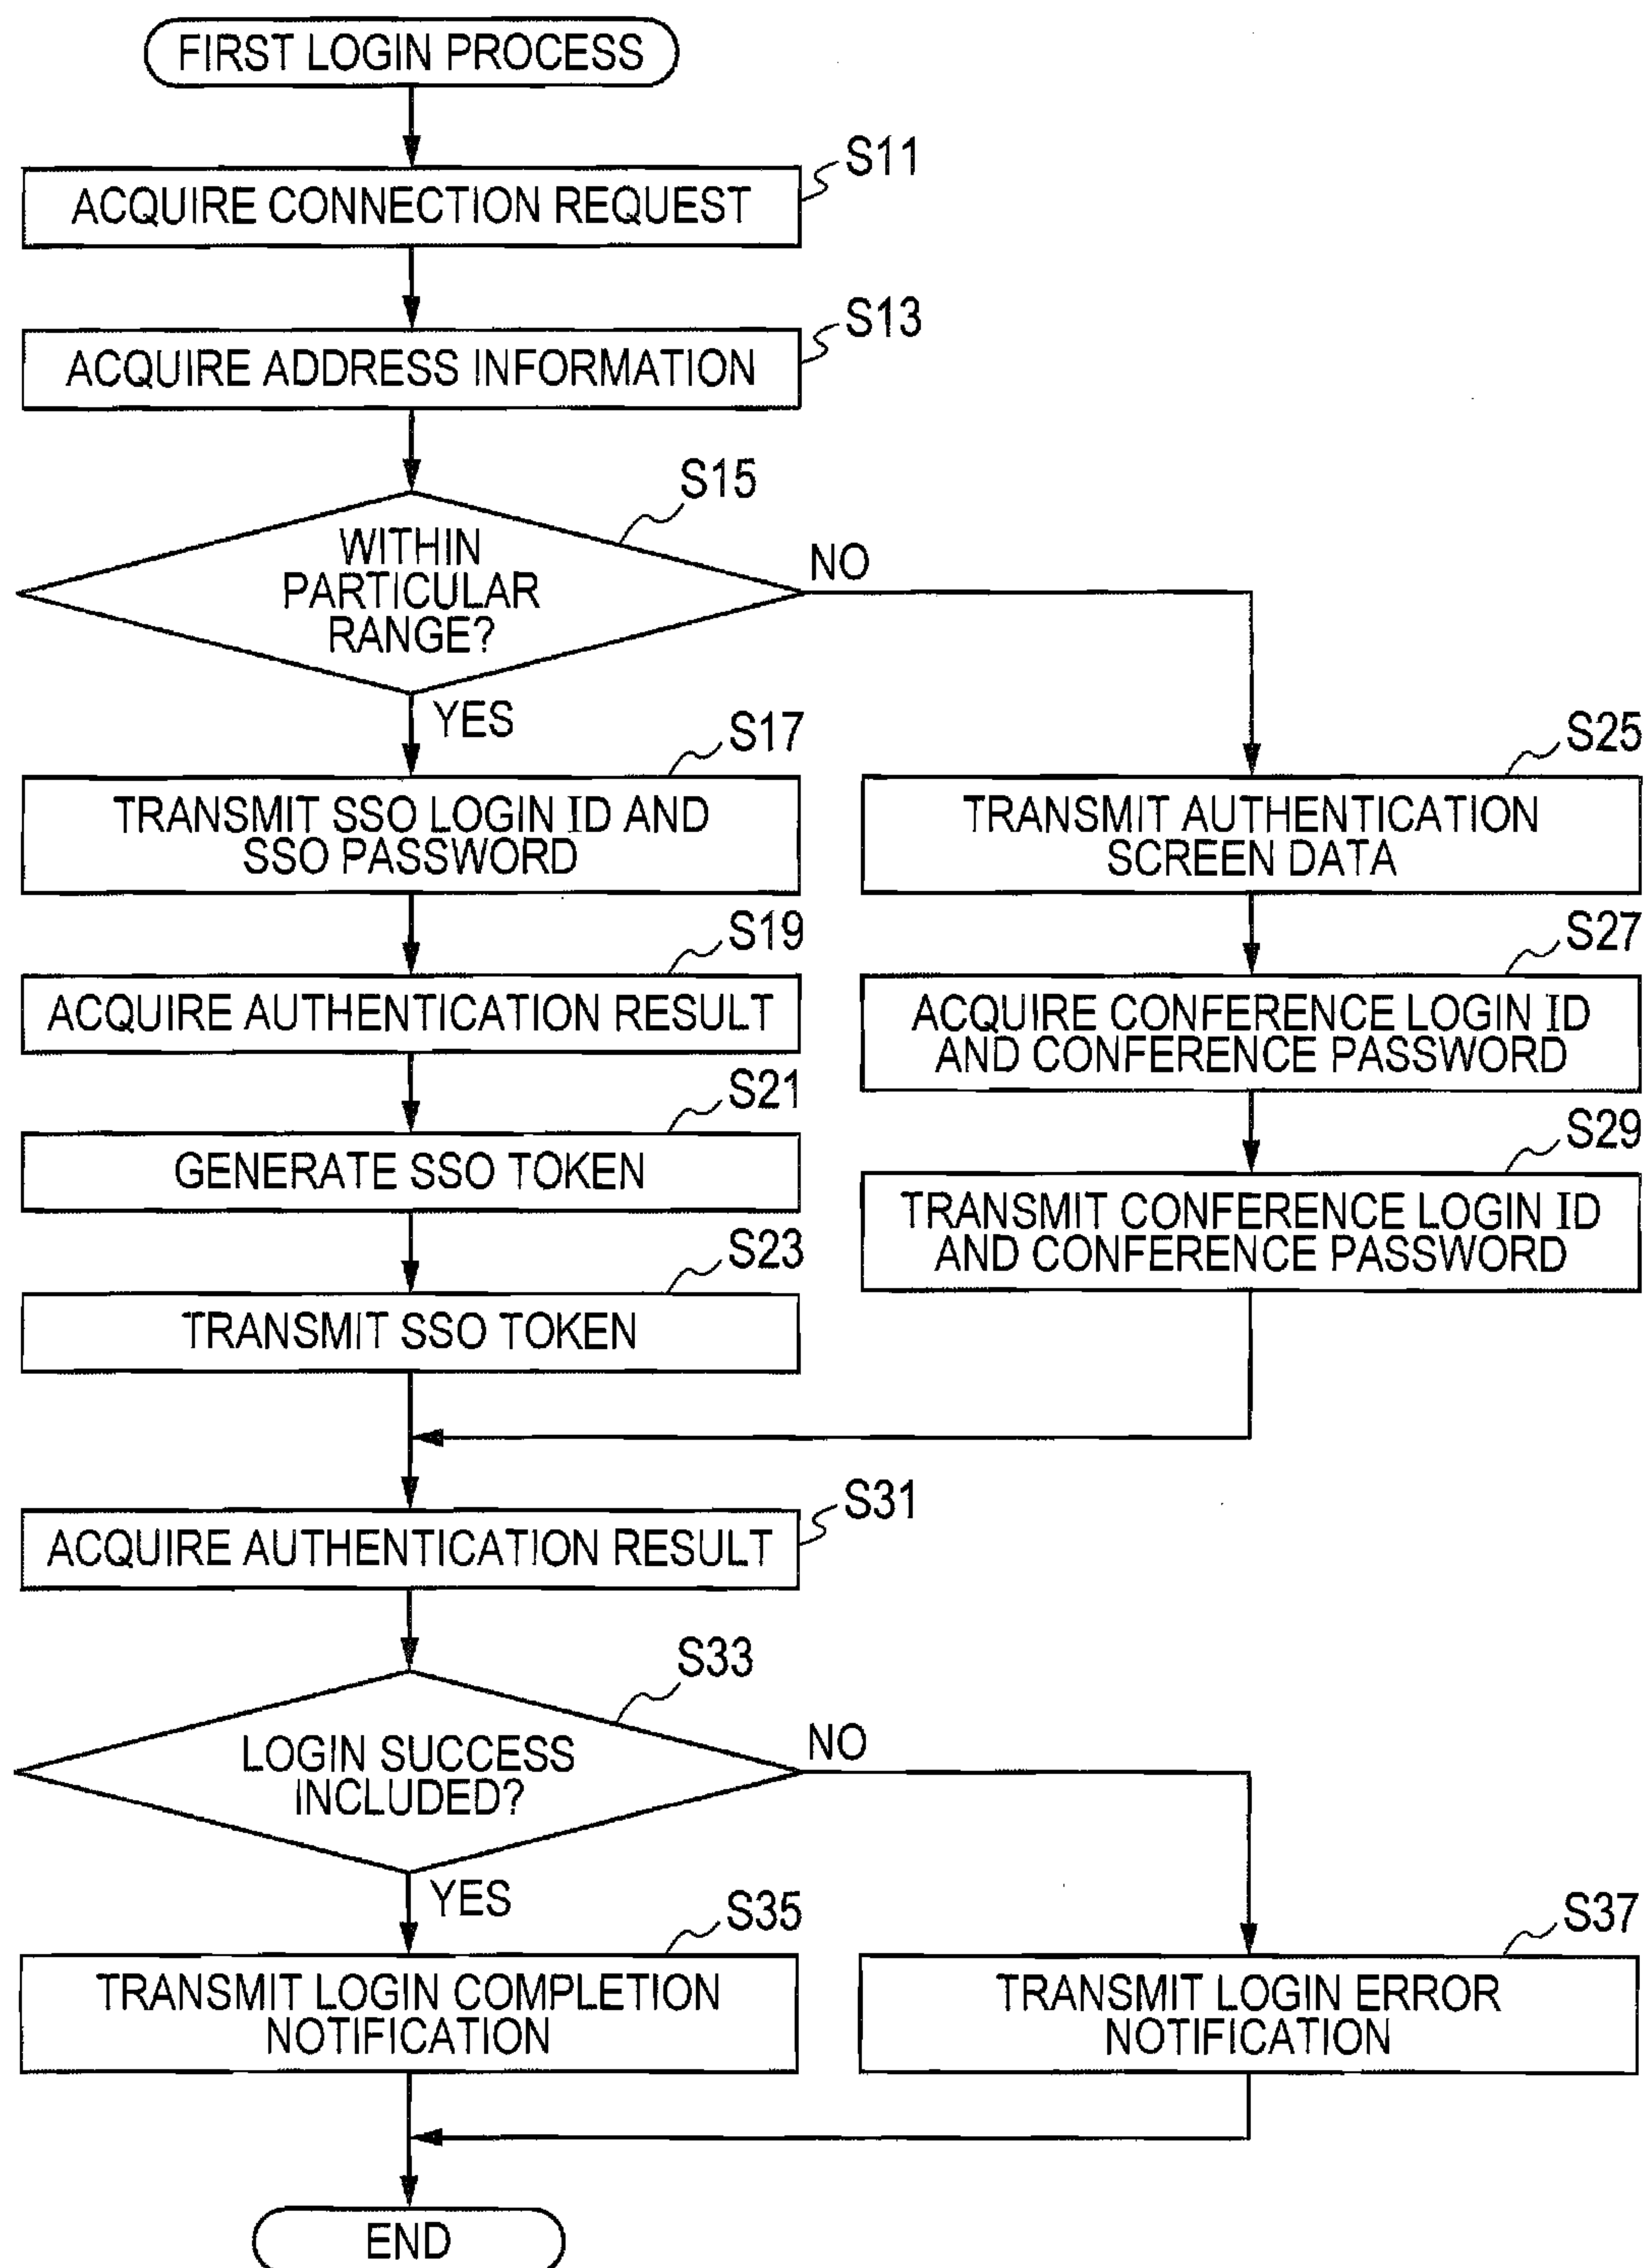 FIRST LOGIN PROCESS
S11
ACQUIRE CONNECTION REQUEST
S13
ACQUIRE ADDRESS INFORMATION
S15
WITHIN
PARTICULAR
RANGE?
NO
YES
S17
TRANSMIT SSO LOGIN ID AND
SSO PASSWORD
S25
TRANSMIT AUTHENTICATION
SCREEN DATA
S19
ACQUIRE AUTHENTICATION RESULT
S27
ACQUIRE CONFERENCE LOGIN ID
AND CONFERENCE PASSWORD
S21
GENERATE SSO TOKEN
S29
TRANSMIT CONFERENCE LOGIN ID
AND CONFERENCE PASSWORD
S23
TRANSMIT SSO TOKEN
S31
ACQUIRE AUTHENTICATION RESULT
S33
LOGIN SUCCESS
INCLUDED?
NO
YES
S35
TRANSMIT LOGIN COMPLETION
NOTIFICATION
S37
TRANSMIT LOGIN ERROR
NOTIFICATION
END